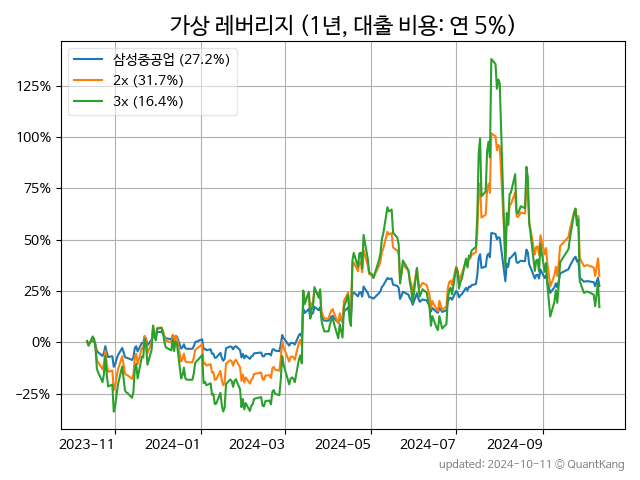 가상 레버리지 (1년, 대출 비용: 연 5%)
삼성중공업 (27.2%)
2x (31.7%)
3x (16.4%)
125%
100%
75%
50%
25%
0%
−25%
2023-11
2024-01
2024-03
2024-05
2024-07
2024-09
updated: 2024-10-11 © QuantKang